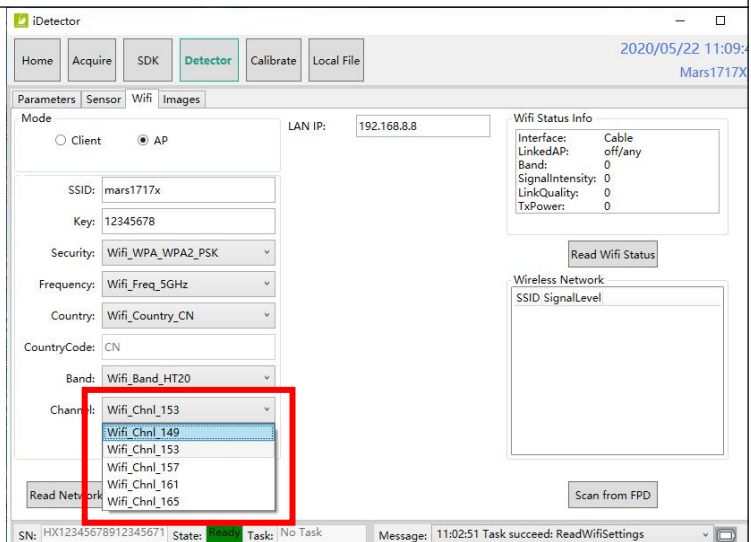 iDetector
Home Acquire SDK Detector Calibrate Local File
2020/05/22 11:09:
Mars1717X
Parameters Sensor Wifi Images
Mode
Client AP
LAN IP: 192.168.8.8
SSID: mars1717x
Key: 12345678
Security: Wifi_WPA_WPA2_PSK
Frequency: Wifi_Freq_5GHz
Country: Wifi_Country_CN
CountryCode: CN
Band: Wifi_Band_HT20
Channel: Wifi_Chnl_153
Wifi_Chnl_149
Wifi_Chnl_153
Wifi_Chnl_157
Wifi_Chnl_161
Wifi_Chnl_165
Read Network
Wifi Status Info
Interface: Cable
LinkedAP: off/any
Band: 0
SignalIntensity: 0
LinkQuality: 0
TxPower: 0
Read Wifi Status
Wireless Network
SSID SignalLevel
Scan from FPD
SN: HX12345678912345671 State: Ready Task: No Task Message: 11:02:51 Task succeed: ReadWifiSettings